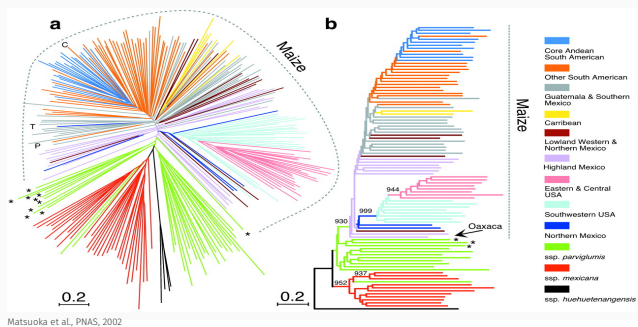 a
C
T
P
Maize
* * * * * * * *
*
0.2
b
Maize
944
999
930
Oaxaca
*
*
*
937
952
0.2
Core Andean
South American
Other South American
Guatemala & Southern
Mexico
Carribean
Lowland Western &
Northern Mexico
Highland Mexico
Eastern & Central
USA
Southwestern USA
Northern Mexico
ssp. parviglumis
ssp. mexicana
ssp. huehuetenangensis
Matsuoka et al., PNAS, 2002